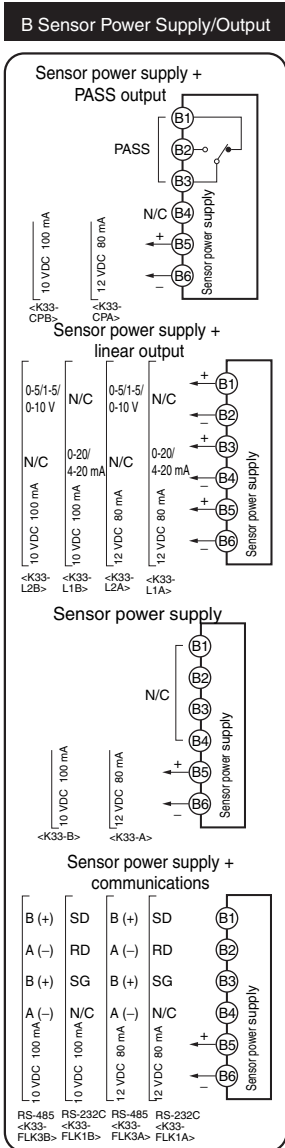 B Sensor Power Supply/Output
Sensor power supply +
PASS output
PASS
B1
B2
B3
N/C
B4
+
B5
B6
−
Sensor power supply
10 VDC 100 mA
12 VDC 80 mA
<K33-
CPB>
<K33-
CPA>
Sensor power supply +
linear output
0-5/1-5/
0-10 V
N/C
0-5/1-5/
0-10 V
N/C
N/C
0-20/
4-20 mA
N/C
0-20/
4-20 mA
10 VDC 100 mA
10 VDC 100 mA
12 VDC 80 mA
12 VDC 80 mA
+
B1
−
B2
+
B3
−
B4
+
B5
−
B6
Sensor power supply
<K33-
L2B>
<K33-
L1B>
<K33-
L2A>
<K33-
L1A>
Sensor power supply
N/C
B1
B2
B3
B4
+
B5
B6
−
Sensor power supply
10 VDC 100 mA
12 VDC 80 mA
<K33-B>
<K33-A>
Sensor power supply +
communications
B (+)
SD
B (+)
SD
B1
A (−)
RD
A (−)
RD
B2
B (+)
SG
B (+)
SG
B3
A (−)
N/C
A (−)
N/C
B4
10 VDC 100 mA
10 VDC 100 mA
12 VDC 80 mA
12 VDC 80 mA
+
B5
−
B6
Sensor power supply
RS-485
<K33-
FLK3B>
RS-232C
<K33-
FLK1B>
RS-485
<K33-
FLK3A>
RS-232C
<K33-
FLK1A>